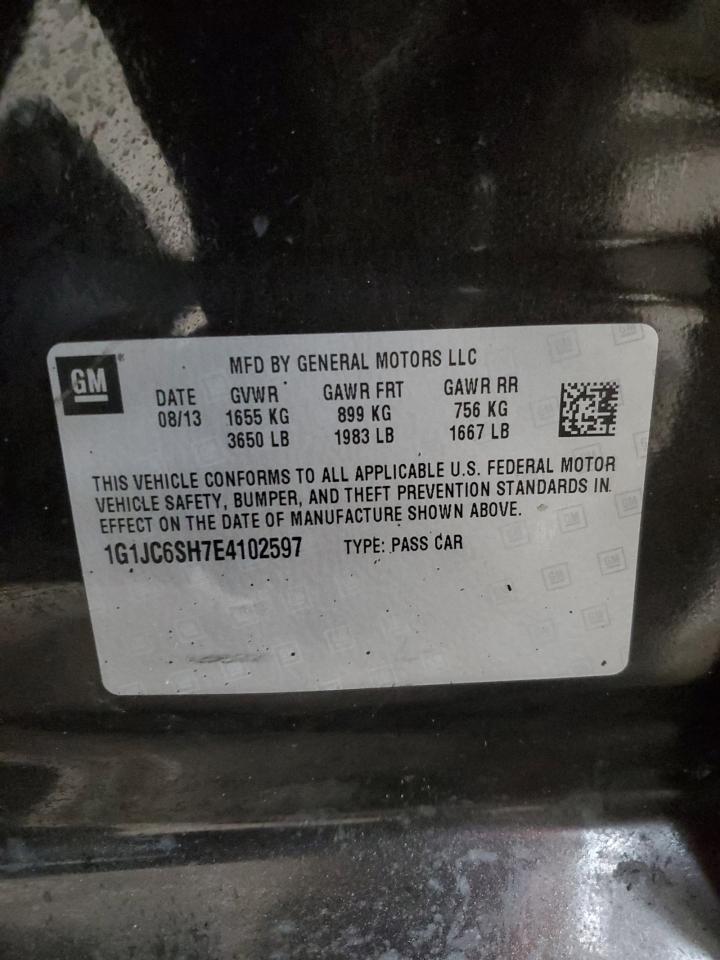 GM
MFD BY GENERAL MOTORS LLC
DATE GVWR GAWR FRT GAWR RR
08/13 1655 KG 899 KG 756 KG
3650 LB 1983 LB 1667 LB
THIS VEHICLE CONFORMS TO ALL APPLICABLE U.S. FEDERAL MOTOR
VEHICLE SAFETY, BUMPER, AND THEFT PREVENTION STANDARDS IN
EFFECT ON THE DATE OF MANUFACTURE SHOWN ABOVE.
1G1JC6SH7E4102597 TYPE: PASS CAR